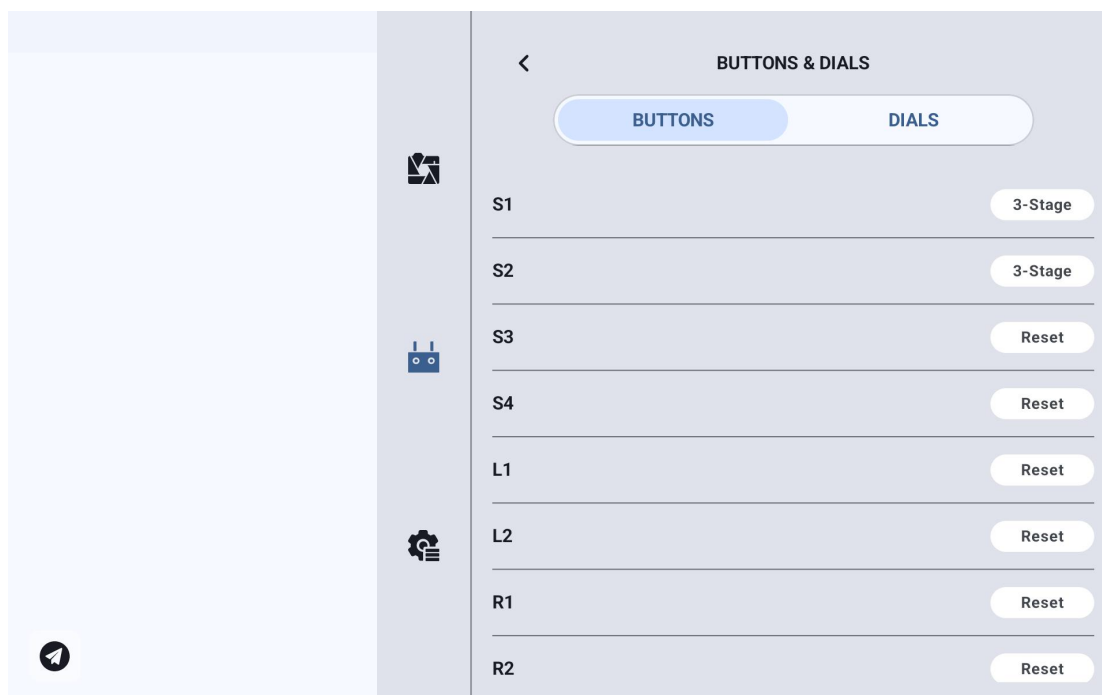 BUTTONS & DIALS
BUTTONS DIALS
S1 3-Stage
S2 3-Stage
S3 Reset
S4 Reset
L1 Reset
L2 Reset
R1 Reset
R2 Reset